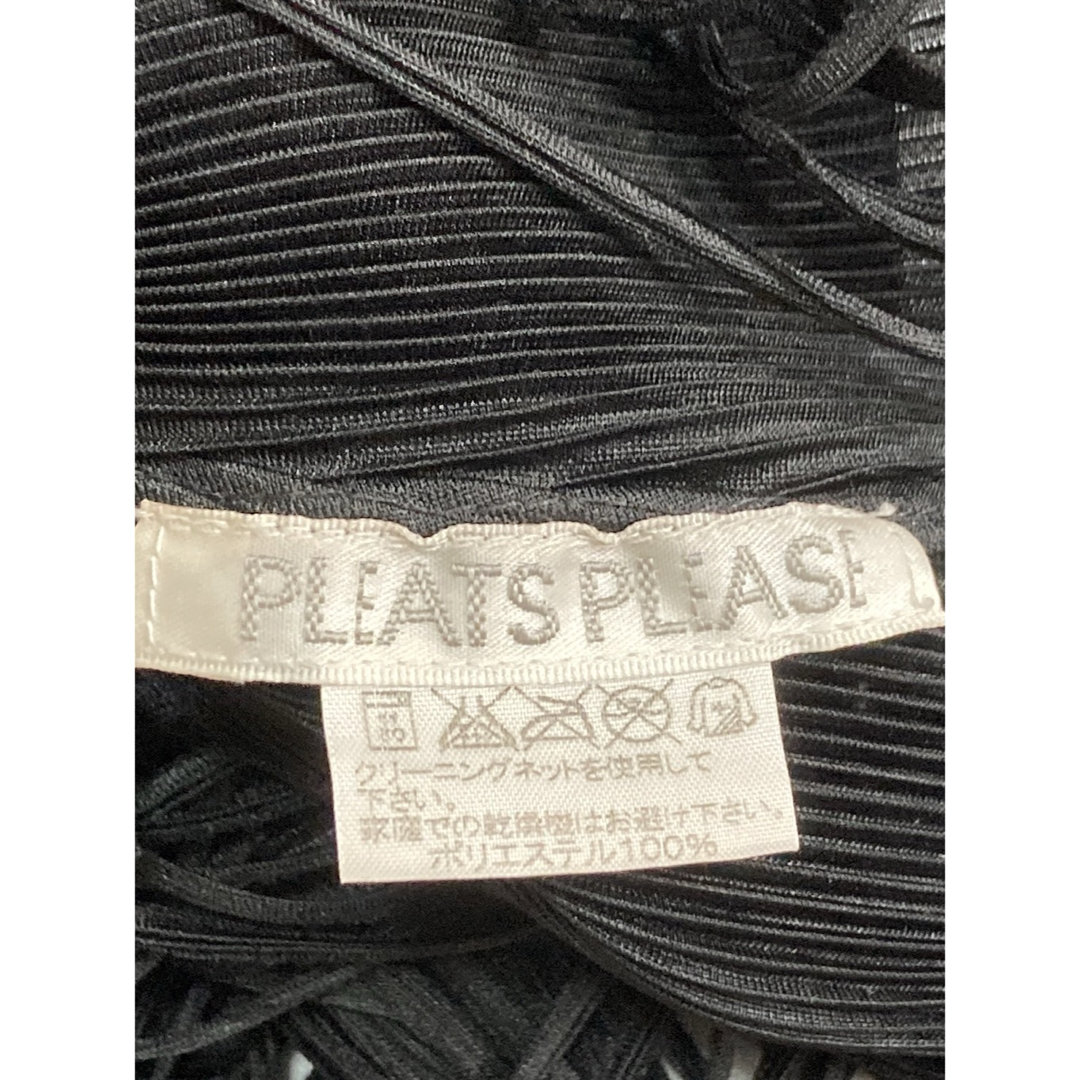 PLEATS PLEASE
クリーニングネットを使用して
下さい。
家庭での乾燥機はお避け下さい。
ポリエステル100%